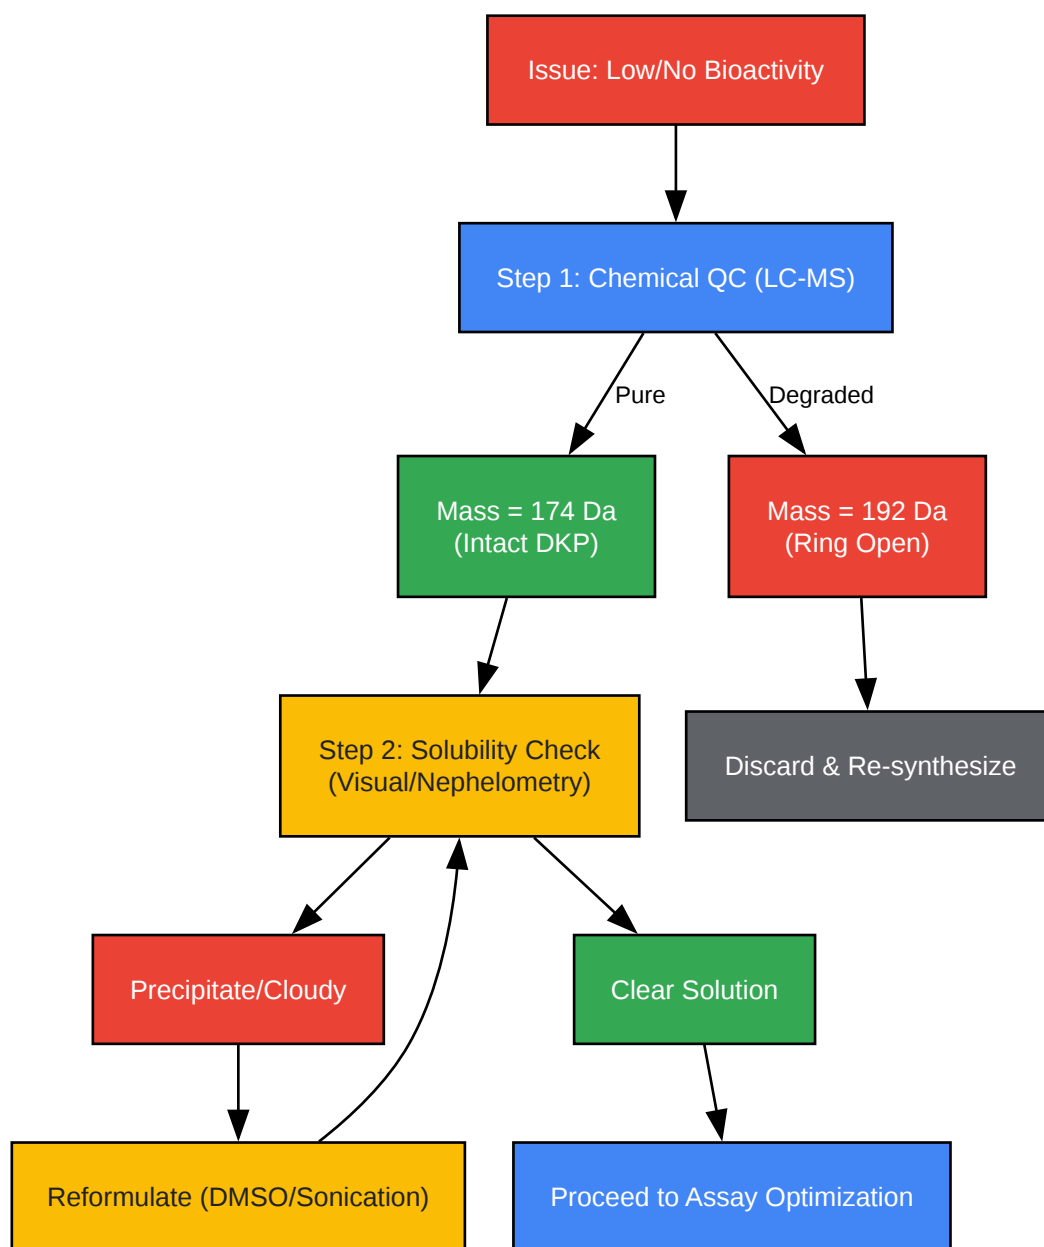 Issue: Low/No Bioactivity
Step 1: Chemical QC (LC-MS)
Pure
Degraded
Mass = 174 Da
(Intact DKP)
Mass = 192 Da
(Ring Open)
Step 2: Solubility Check
(Visual/Nephelometry)
Discard & Re-synthesize
Precipitate/Cloudy
Clear Solution
Reformulate (DMSO/Sonication)
Proceed to Assay Optimization